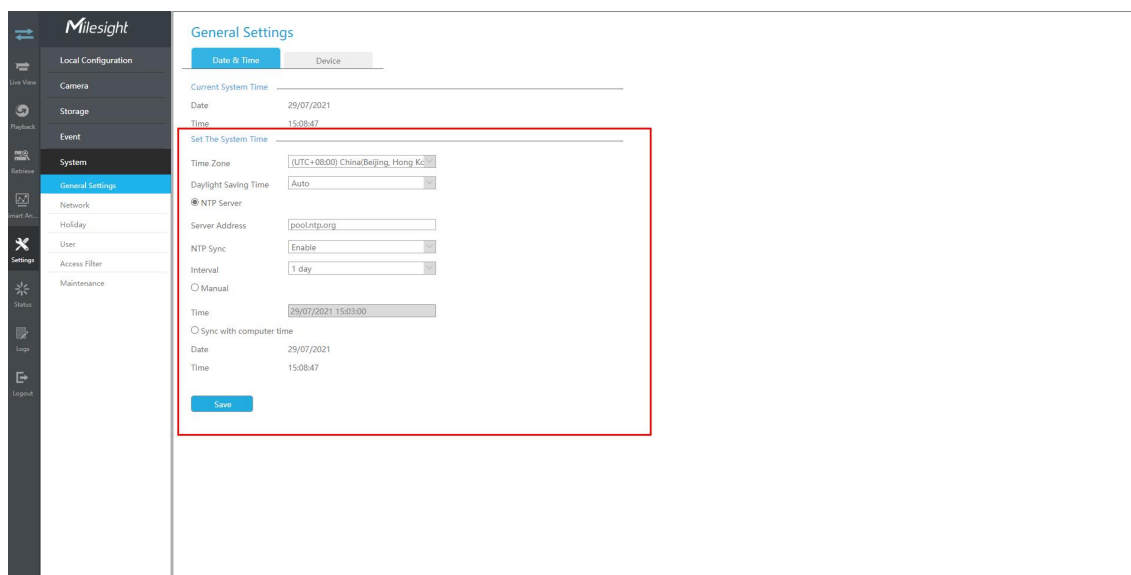 Milesight
Live View
Playback
Retrieve
Smart An...
Settings
Status
Logs
Logout
Local Configuration
Camera
Storage
Event
System
General Settings
Network
Holiday
User
Access Filter
Maintenance
General Settings
Date & Time Device
Current System Time
Date 29/07/2021
Time 15:08:47
Set The System Time
Time Zone (UTC+08:00) China(Beijing, Hong Kc
Daylight Saving Time Auto
NTP Server
Server Address pool.ntp.org
NTP Sync Enable
Interval 1 day
Manual
Time 29/07/2021 15:03:00
Sync with computer time
Date 29/07/2021
Time 15:08:47
Save